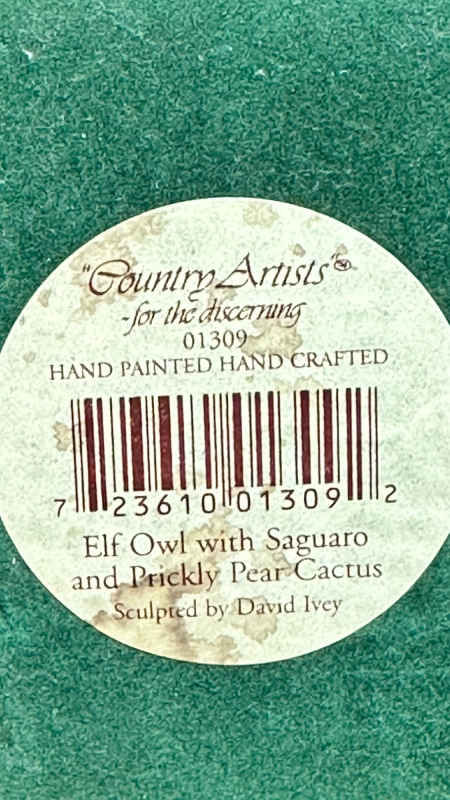 "Country Artists"®
-for the discerning
01309
HAND PAINTED HAND CRAFTED
7 23610 01309 2
Elf Owl with Saguaro
and Prickly Pear Cactus
Sculpted by David Ivey